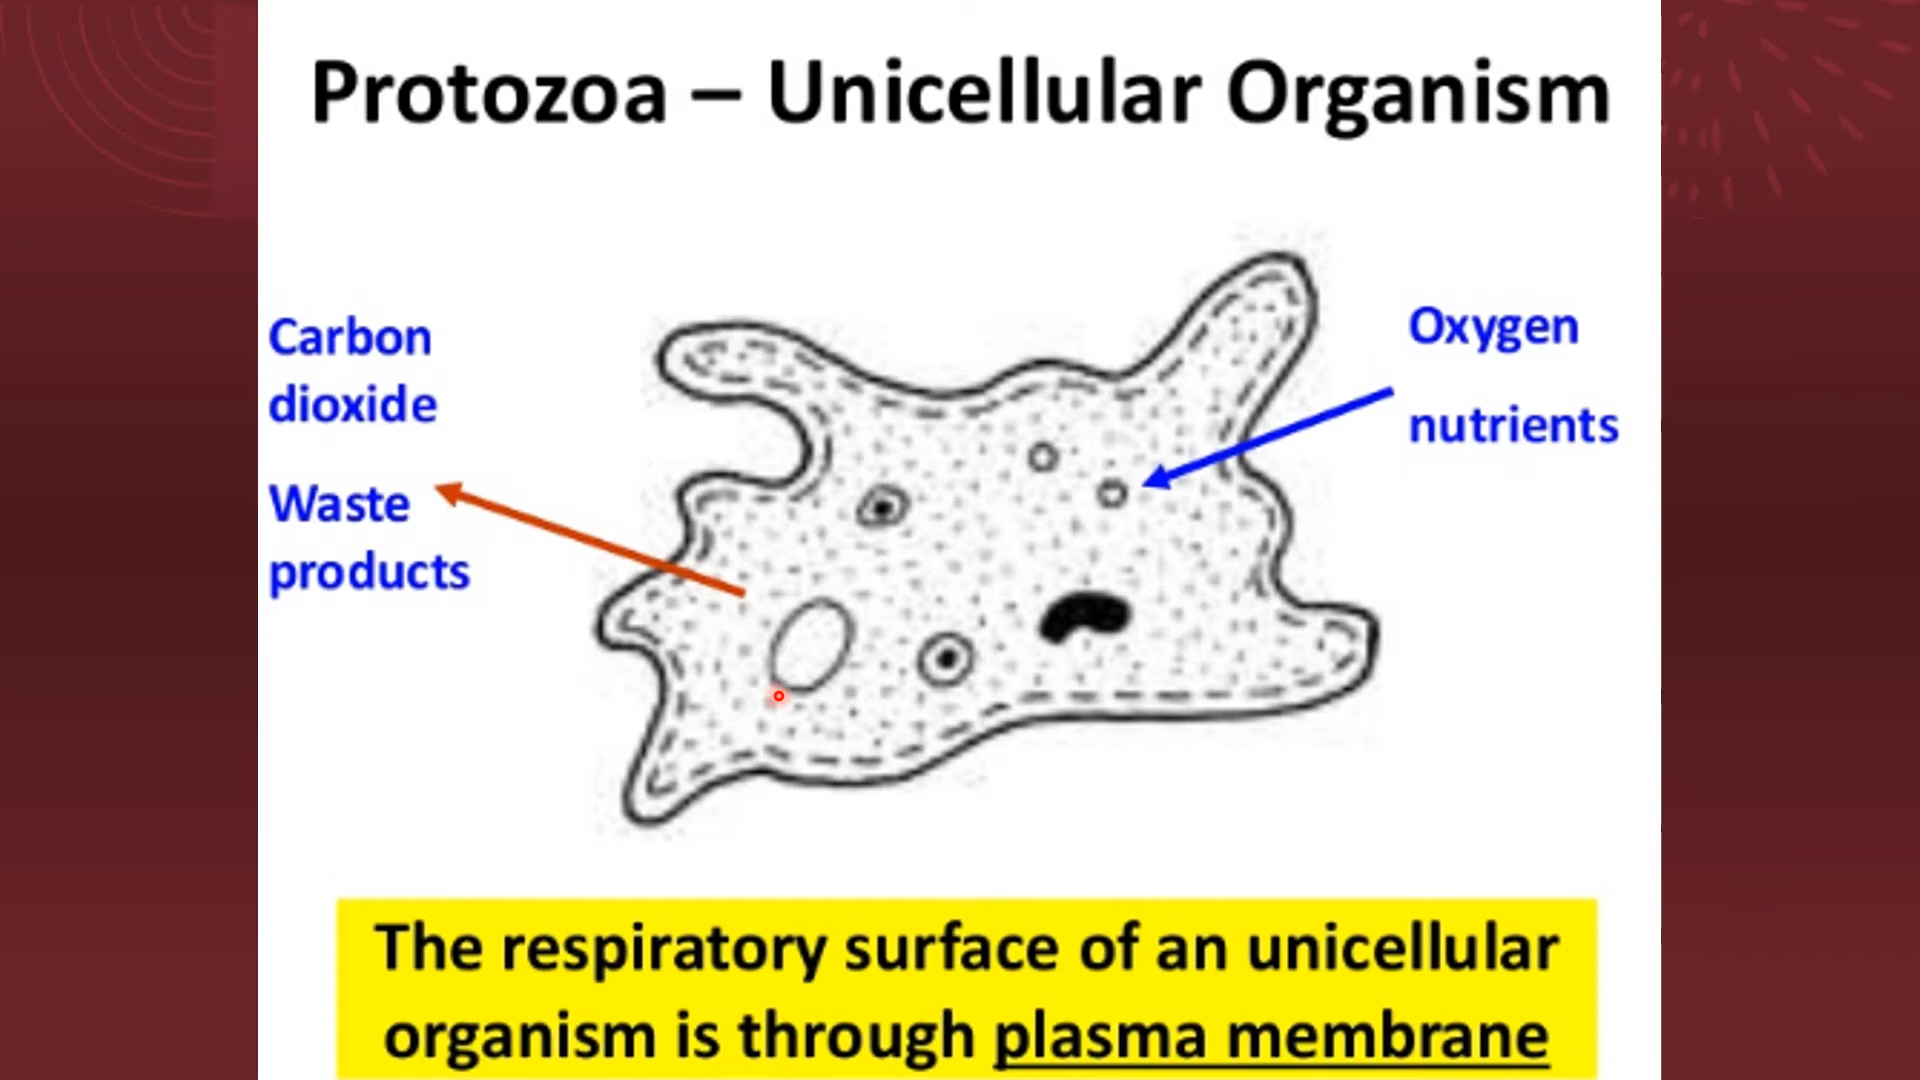 Protozoa – Unicellular Organism
Carbon
dioxide
Waste
products
Oxygen
nutrients
The respiratory surface of an unicellular
organism is through plasma membrane